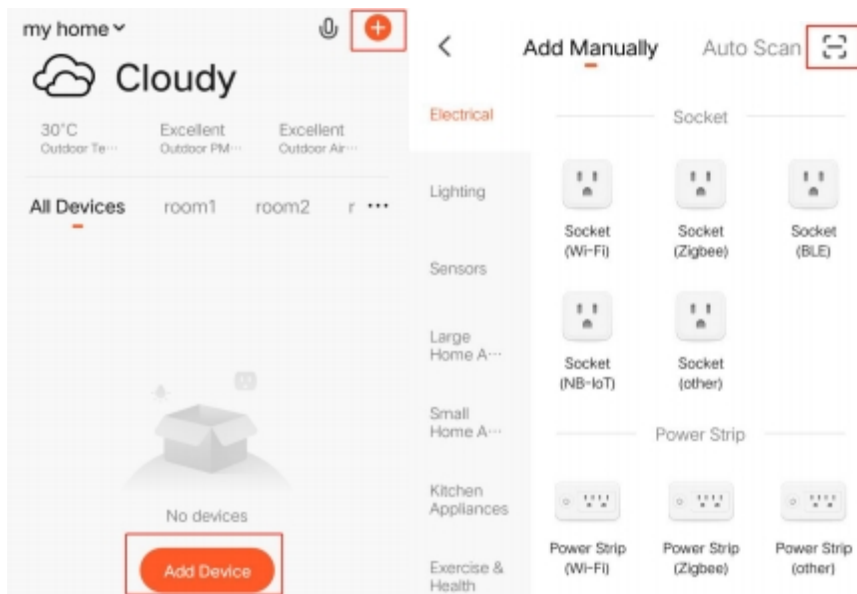 my home
Cloudy
30°C
Outdoor Te···
Excellent
Outdoor PM···
Excellent
Outdoor Air···
All Devices room1 room2 r ···
No devices
Add Device
Add Manually Auto Scan
Electrical
Lighting
Sensors
Large
Home A···
Small
Home A···
Kitchen
Appliances
Exercise &
Health
Socket
Socket
(Wi-Fi)
Socket
(Zigbee)
Socket
(BLE)
Socket
(NB-IoT)
Socket
(other)
Power Strip
Power Strip
(Wi-Fi)
Power Strip
(Zigbee)
Power Strip
(other)